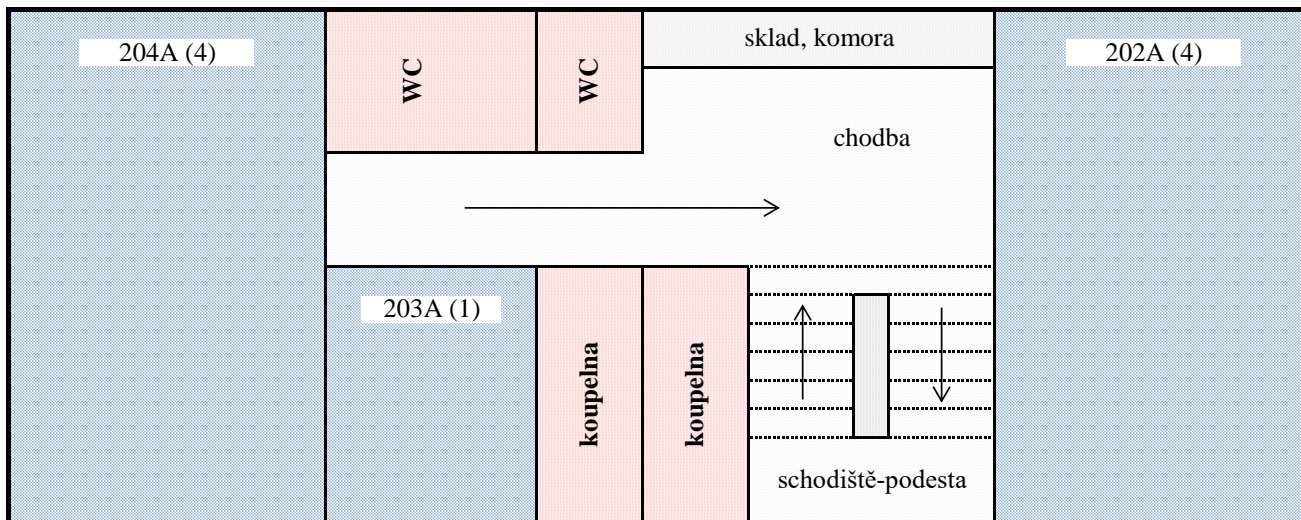 204A (4)
WC
WC
sklad, komora
202A (4)
chodba
203A (1)
koupelna
koupelna
schodiště-podesta